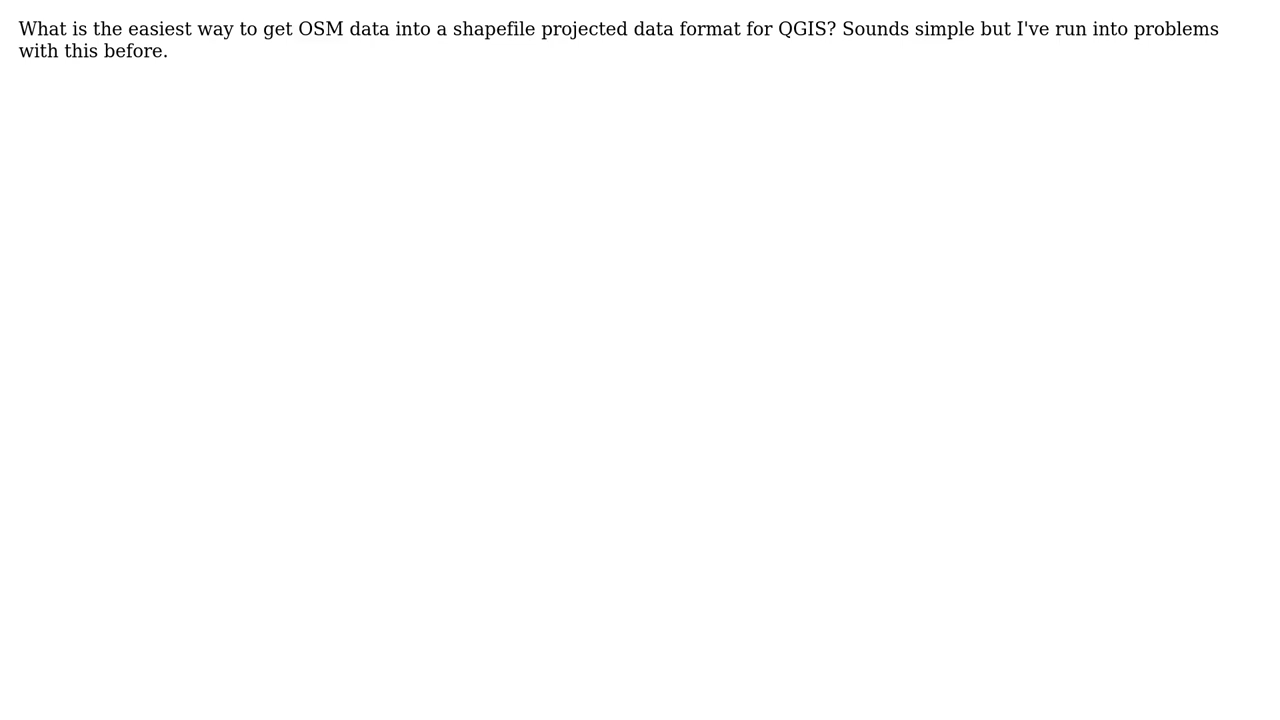 What is the easiest way to get OSM data into a shapefile projected data format for QGIS? Sounds simple but I've run into problems
with this before.